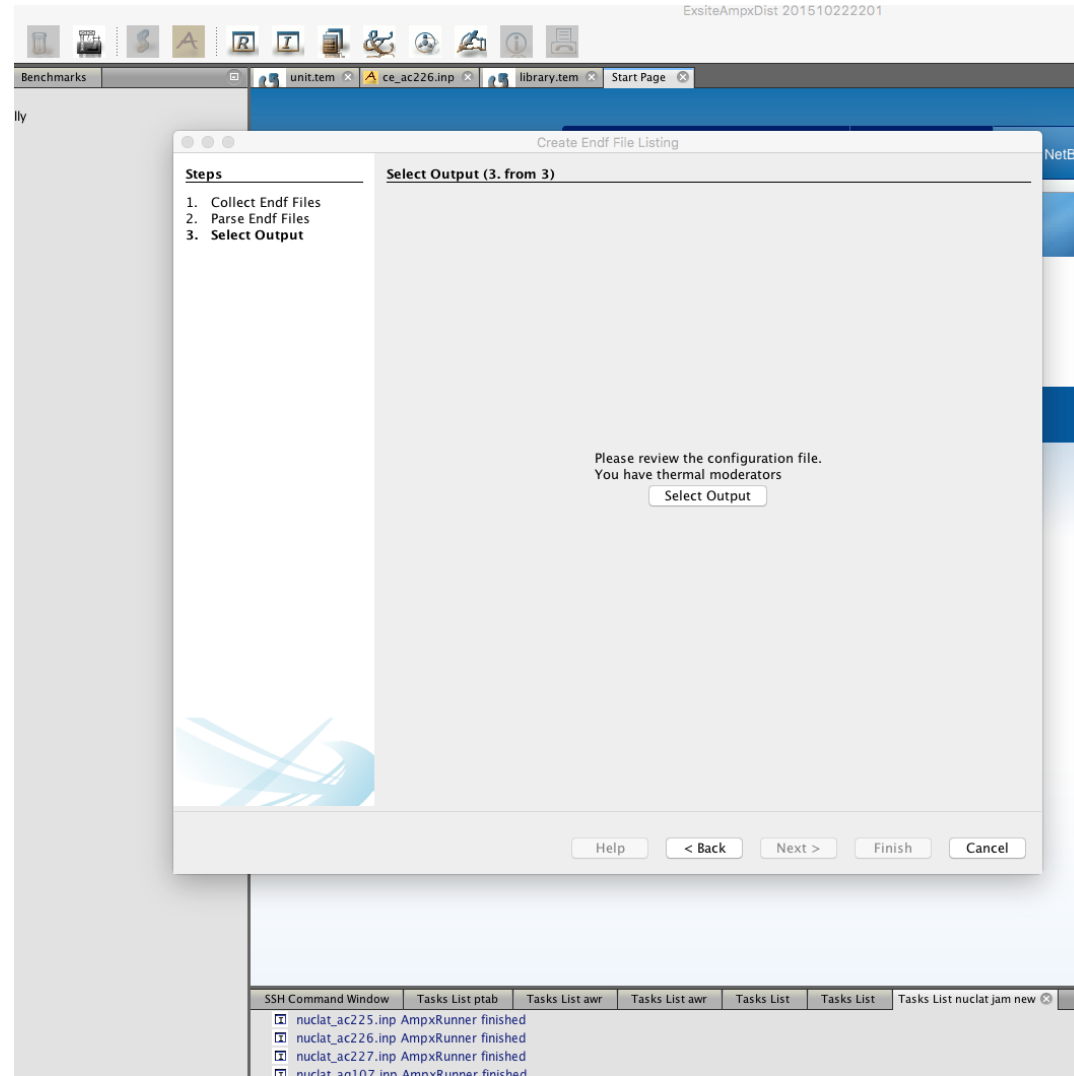 ExsiteAmpxDist 201510222201
R I
Benchmarks
unit.tem
ce_ac226.inp
library.tem
Start Page
lly
NetB
Create Endf File Listing
Steps
1. Collect Endf Files
2. Parse Endf Files
3. Select Output
Select Output (3. from 3)
Please review the configuration file.
You have thermal moderators
Select Output
Help
< Back
Next >
Finish
Cancel
SSH Command Window
Tasks List ptab
Tasks List awr
Tasks List awr
Tasks List
Tasks List
Tasks List nuclat jam new
nuclat_ac225.inp AmpxRunner finished
nuclat_ac226.inp AmpxRunner finished
nuclat_ac227.inp AmpxRunner finished
nuclat_ag107.inp AmpxRunner finished